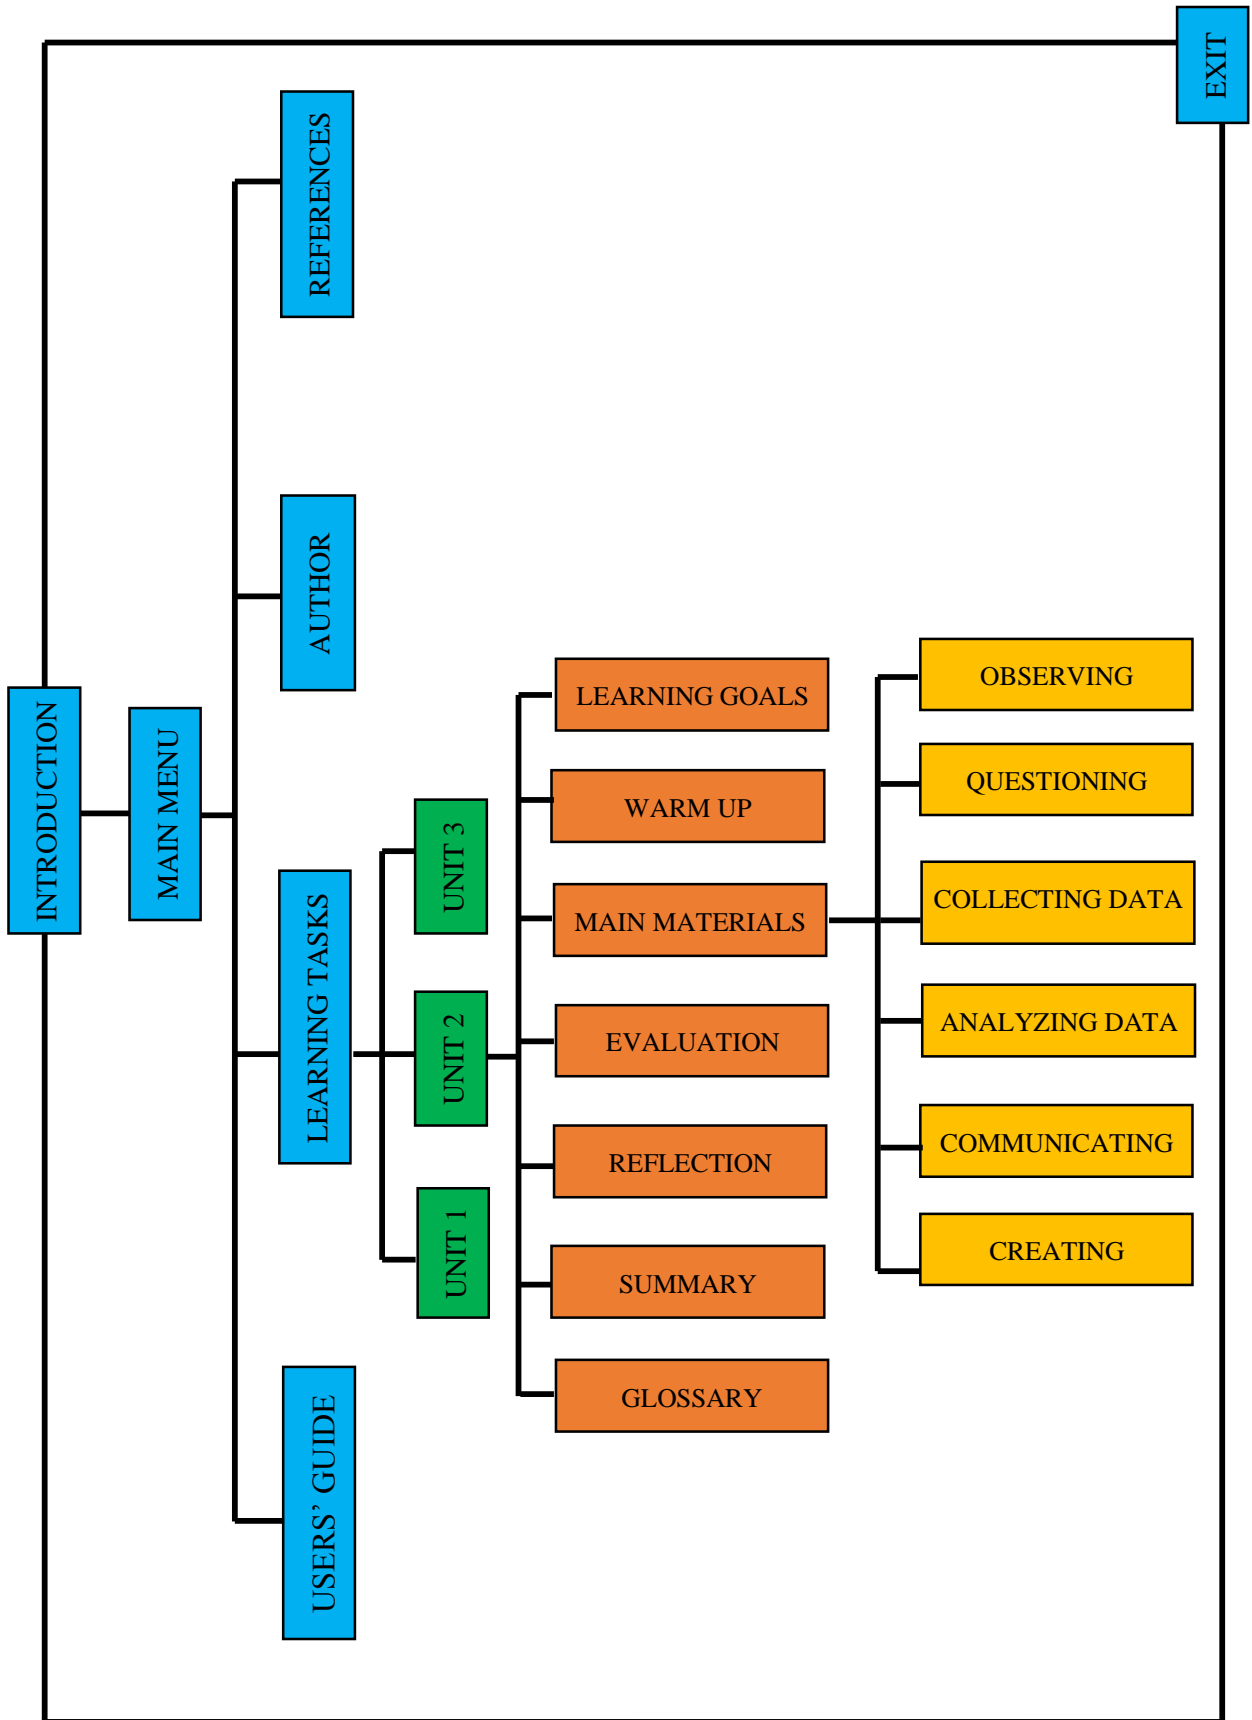 INTRODUCTION
MAIN MENU
USERS’ GUIDE
LEARNING TASKS
AUTHOR
REFERENCES
UNIT 1
UNIT 2
UNIT 3
LEARNING GOALS
WARM UP
MAIN MATERIALS
EVALUATION
REFLECTION
SUMMARY
GLOSSARY
OBSERVING
QUESTIONING
COLLECTING DATA
ANALYZING DATA
COMMUNICATING
CREATING
EXIT